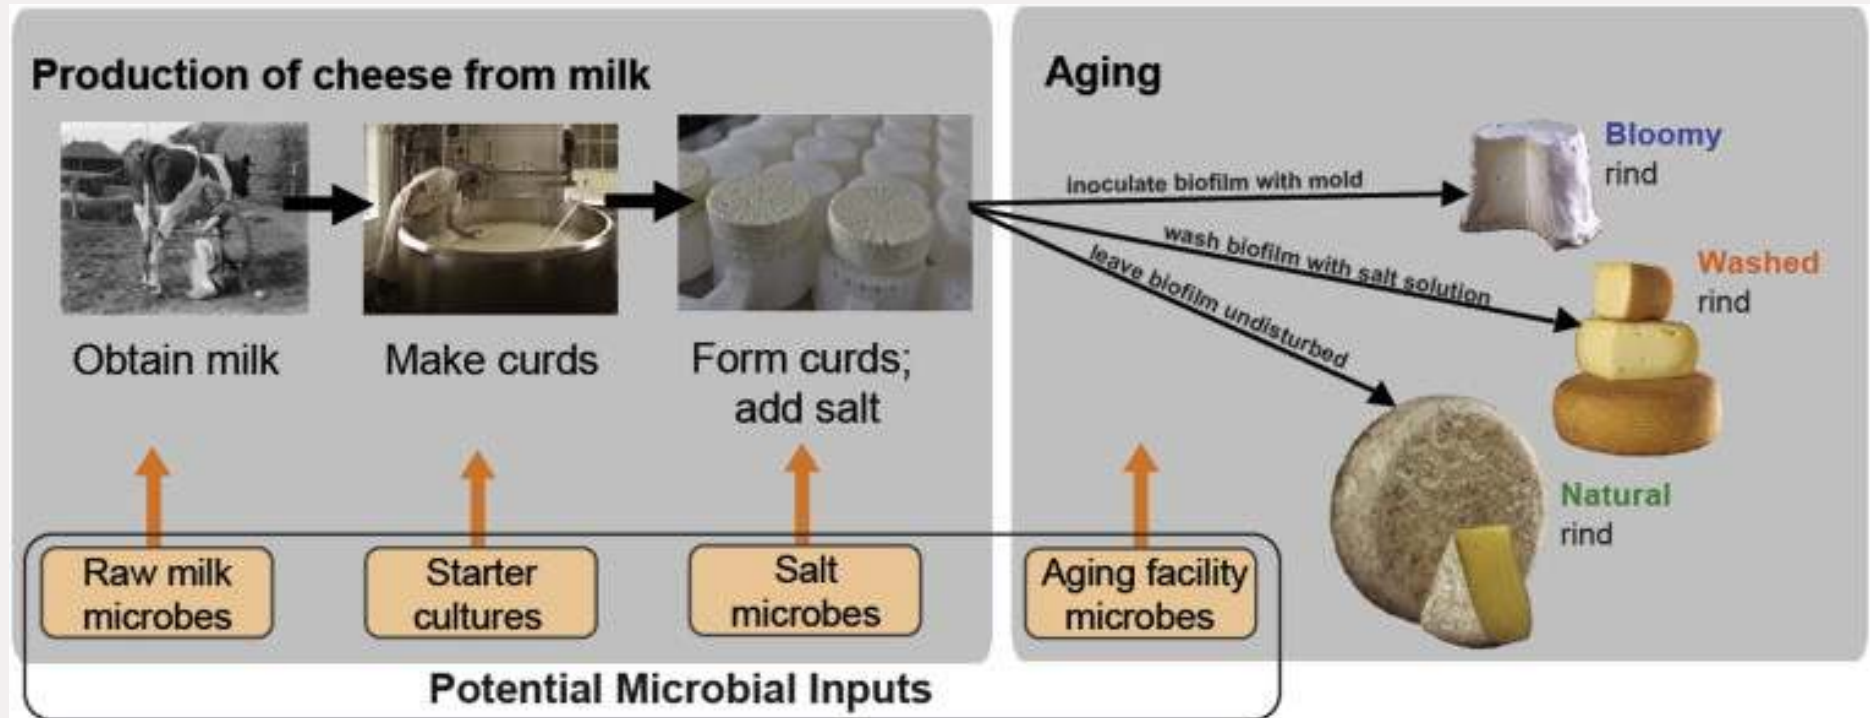 Production of cheese from milk
Obtain milk
Make curds
Form curds;
add salt
Raw milk
microbes
Starter
cultures
Salt
microbes
Aging facility
microbes
Potential Microbial Inputs
Aging
inoculate biofilm with mold
wash biofilm with salt solution
leave biofilm undisturbed
Bloomy
rind
Washed
rind
Natural
rind